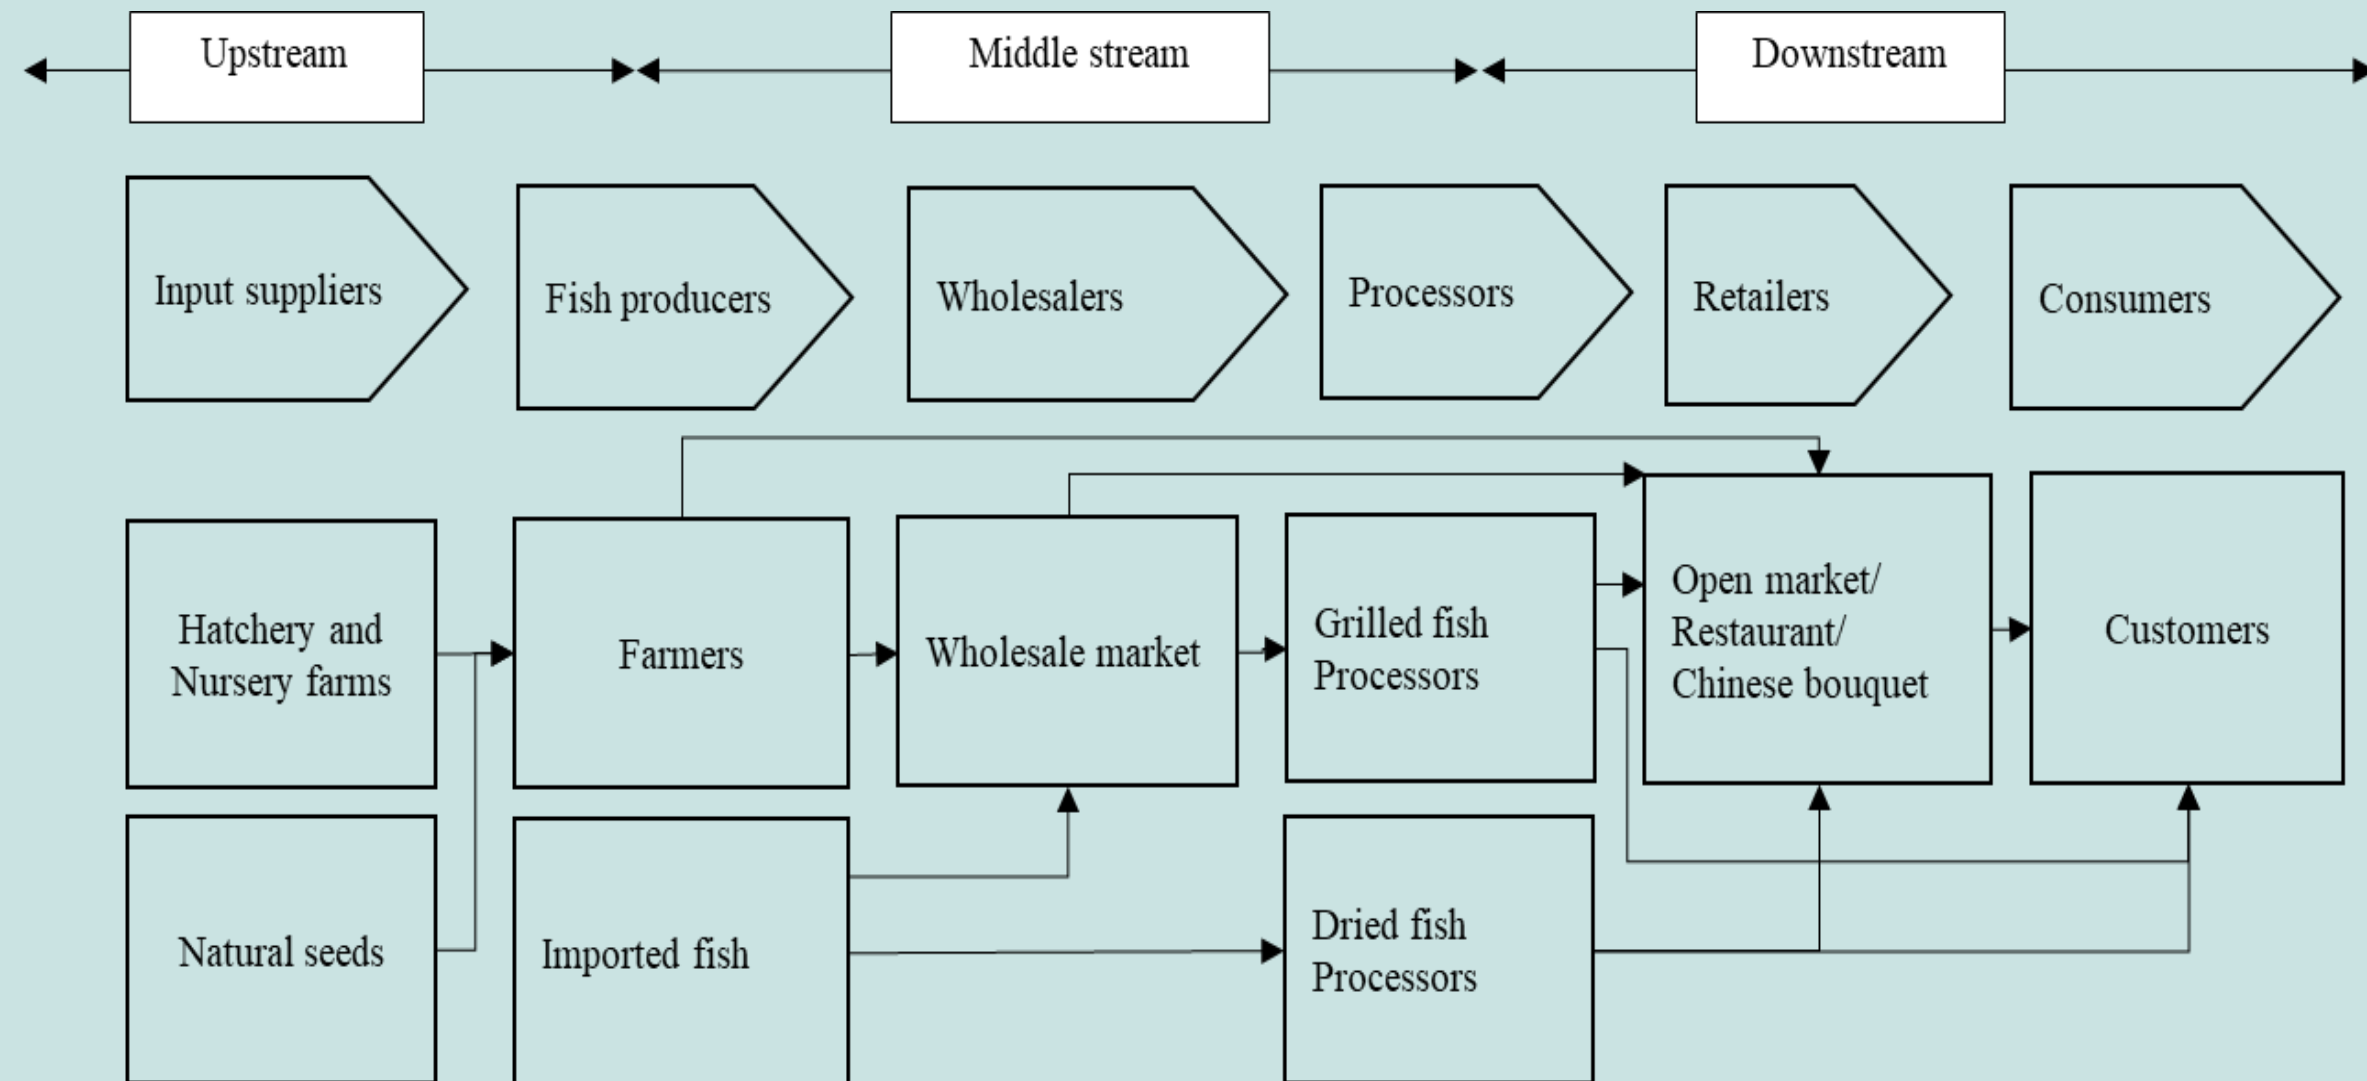 Upstream
Middle stream
Downstream
Input suppliers
Fish producers
Wholesalers
Processors
Retailers
Consumers
Hatchery and
Nursery farms
Farmers
Wholesale market
Grilled fish
Processors
Open market/
Restaurant/
Chinese bouquet
Customers
Natural seeds
Imported fish
Dried fish
Processors